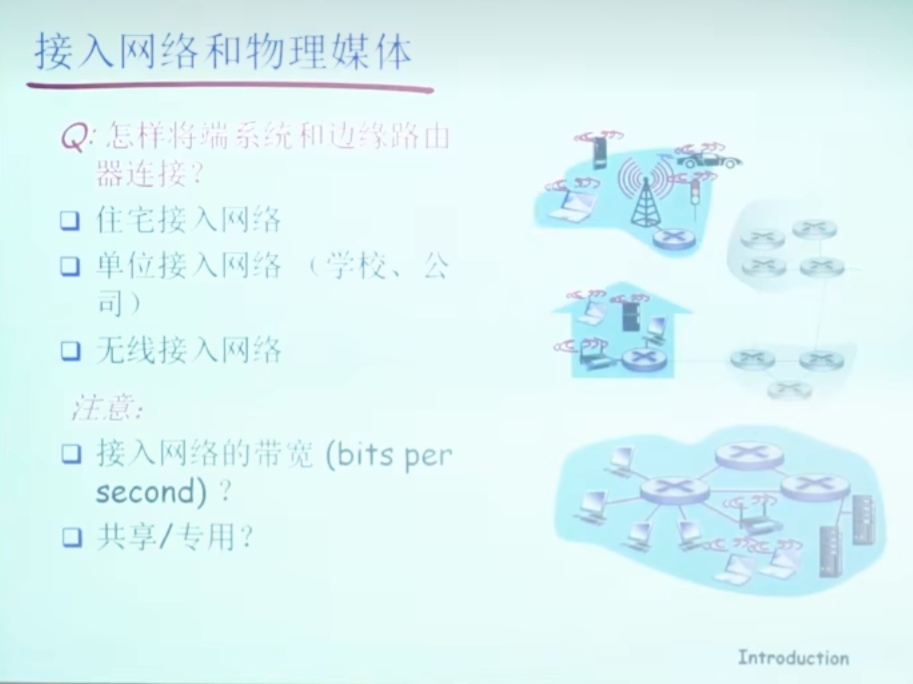 接入网络和物理媒体
Q: 怎样将端系统和边缘路由
器连接?
住宅接入网络
单位接入网络 （学校、公
司）
无线接入网络
注意:
接入网络的带宽 (bits per
second) ?
共享/专用?
Introduction